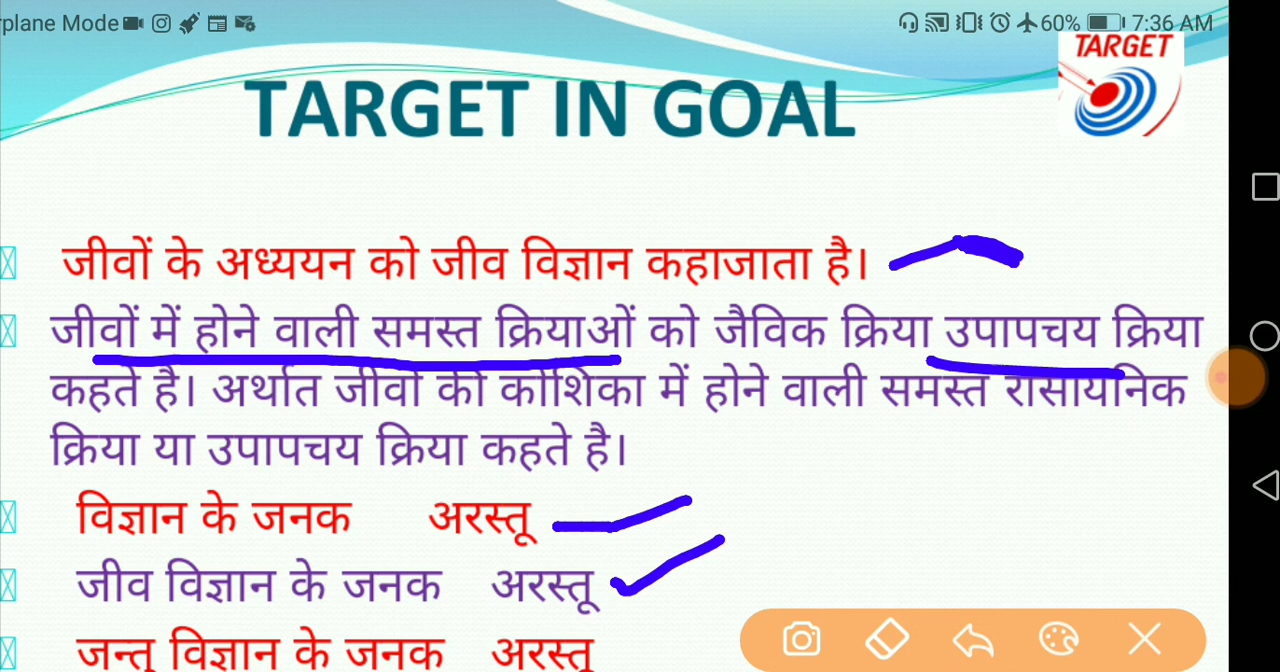 rplane Mode
60% 7:36 AM
TARGET
TARGET IN GOAL
जीवों के अध्ययन को जीव विज्ञान कहाजाता है।
जीवों में होने वाली समस्त क्रियाओं को जैविक क्रिया उपापचय क्रिया
कहते है। अर्थात जीवो की कोशिका में होने वाली समस्त रासायनिक
क्रिया या उपापचय क्रिया कहते है।
विज्ञान के जनक अरस्तू
जीव विज्ञान के जनक अरस्तू
जन्तु विज्ञान के जनक अरस्तू